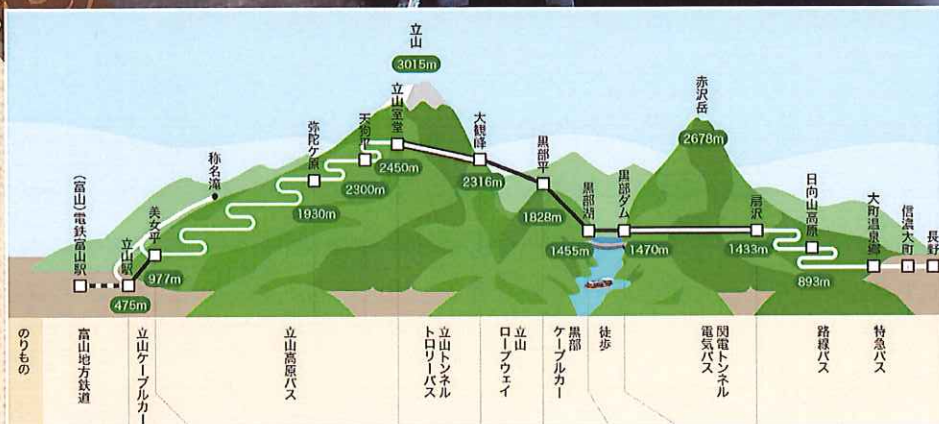 立山
3015m
赤沢岳
2678m
(富山)電鉄富山駅
立山駅
475m
美女平
977m
称名滝
弥陀ケ原
1930m
天狗平
2300m
立山室堂
2450m
大観峰
2316m
黒部平
1828m
黒部湖
1455m
黒部ダム
1470m
扇沢
1433m
日向山高原
893m
大町温泉郷
信濃大町
長野
のりもの
富山地方鉄道
立山ケーブルカー
立山高原バス
立山トンネル
トロリーバス
立山
ロープウェイ
黒部
ケーブルカー
徒歩
関電トンネル
電気バス
路線バス
特急バス